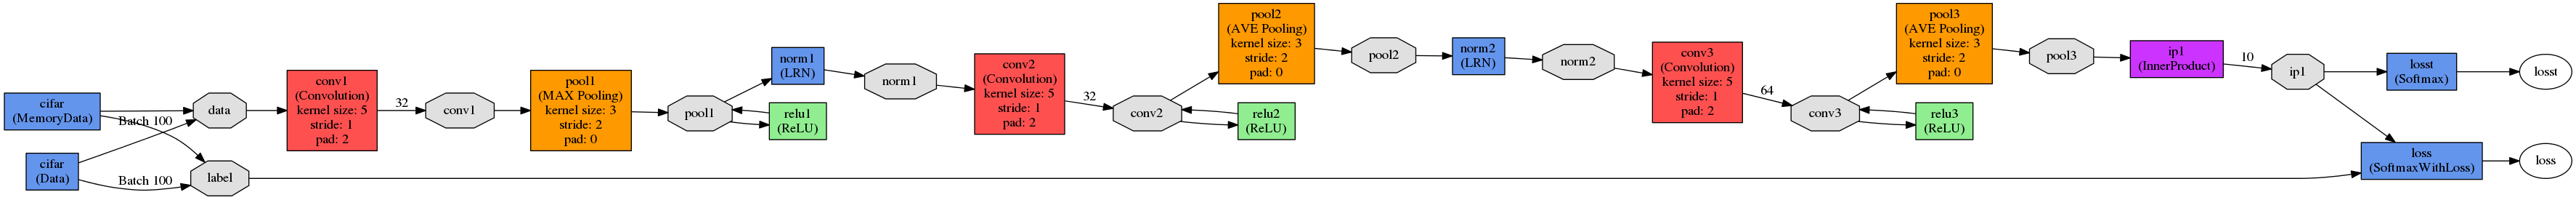 cifar
(MemoryData)
Batch 100
cifar
(Data)
Batch 100
data
label
conv1
(Convolution)
kernel size: 5
stride: 1
pad: 2
32
conv1
pool1
(MAX Pooling)
kernel size: 3
stride: 2
pad: 0
pool1
norm1
(LRN)
relu1
(ReLU)
norm1
conv2
(Convolution)
kernel size: 5
stride: 1
pad: 2
32
conv2
pool2
(AVE Pooling)
kernel size: 3
stride: 2
pad: 0
relu2
(ReLU)
pool2
norm2
(LRN)
norm2
conv3
(Convolution)
kernel size: 5
stride: 1
pad: 2
64
conv3
pool3
(AVE Pooling)
kernel size: 3
stride: 2
pad: 0
relu3
(ReLU)
pool3
ip1
(InnerProduct)
10
ip1
losst
(Softmax)
losst
loss
(SoftmaxWithLoss)
loss